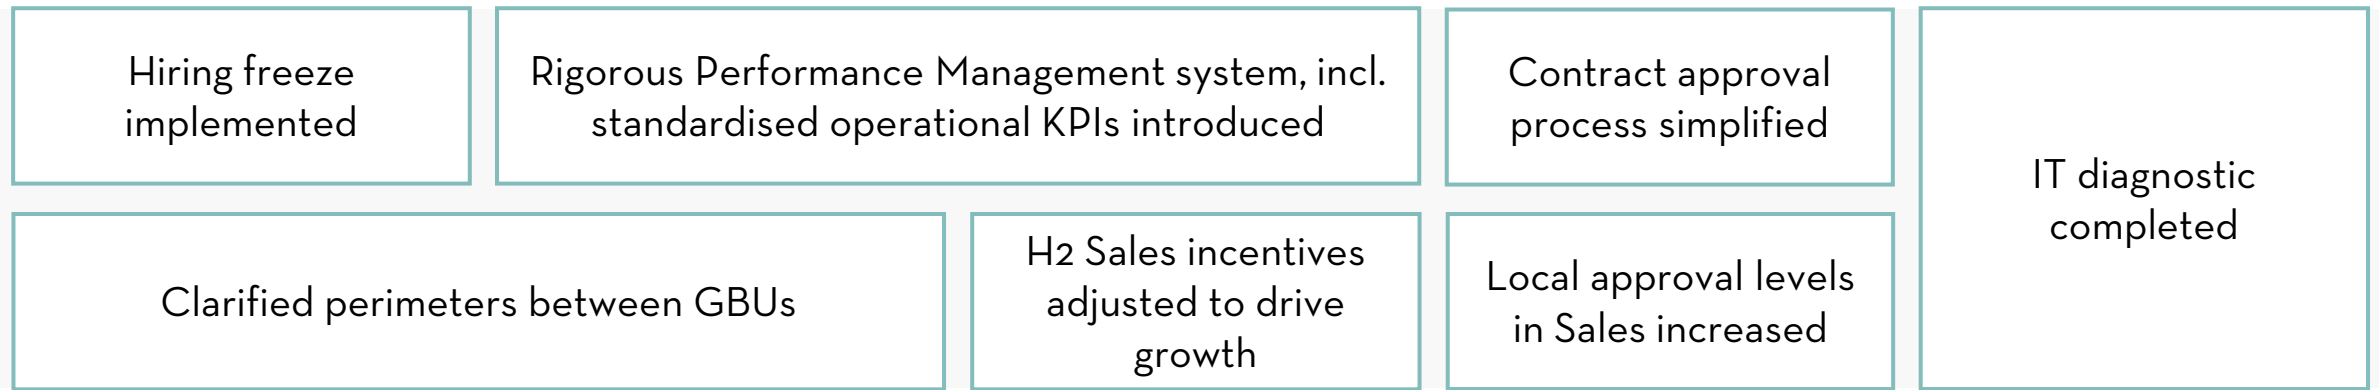 Hiring freeze
implemented
Rigorous Performance Management system, incl.
standardised operational KPIs introduced
Contract approval
process simplified
IT diagnostic
completed
Clarified perimeters between GBUs
H2 Sales incentives
adjusted to drive
growth
Local approval levels
in Sales increased